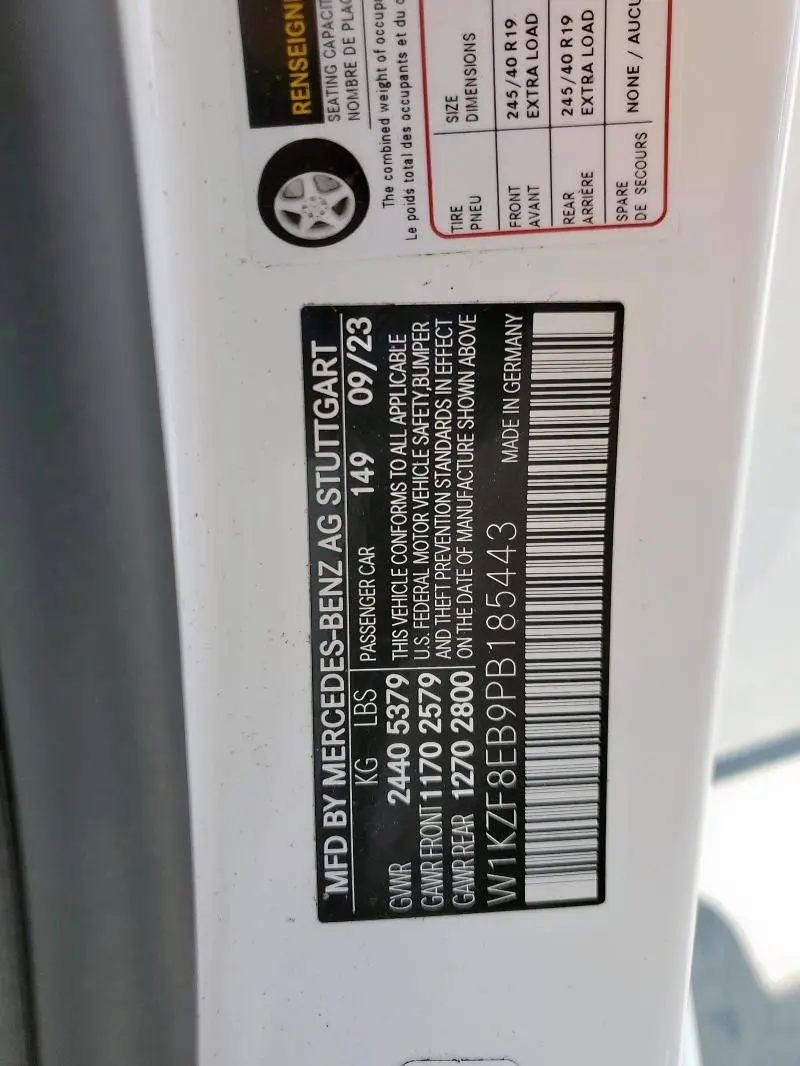 MFD BY MERCEDES-BENZ AG STUTTGART
KG LBS PASSENGER CAR 149 09/23
GVWR 2440 5379 THIS VEHICLE CONFORMS TO ALL APPLICABLE
GAWR FRONT 1170 2579 U.S. FEDERAL MOTOR VEHICLE SAFETY,BUMPER
GAWR REAR 1270 2800 AND THEFT PREVENTION STANDARDS IN EFFECT
ON THE DATE OF MANUFACTURE SHOWN ABOVE
W1KZF8EB9PB185443 MADE IN GERMANY
SEATING CAPACIT
NOMBRE DE PLAC
The combined weight of occupa
Le poids total des occupants et du c
TIRE SIZE
PNEU DIMENSIONS
FRONT 245/40 R19
AVANT EXTRA LOAD
REAR 245/40 R19
ARRIÈRE EXTRA LOAD
SPARE NONE / AUCU
DE SECOURS